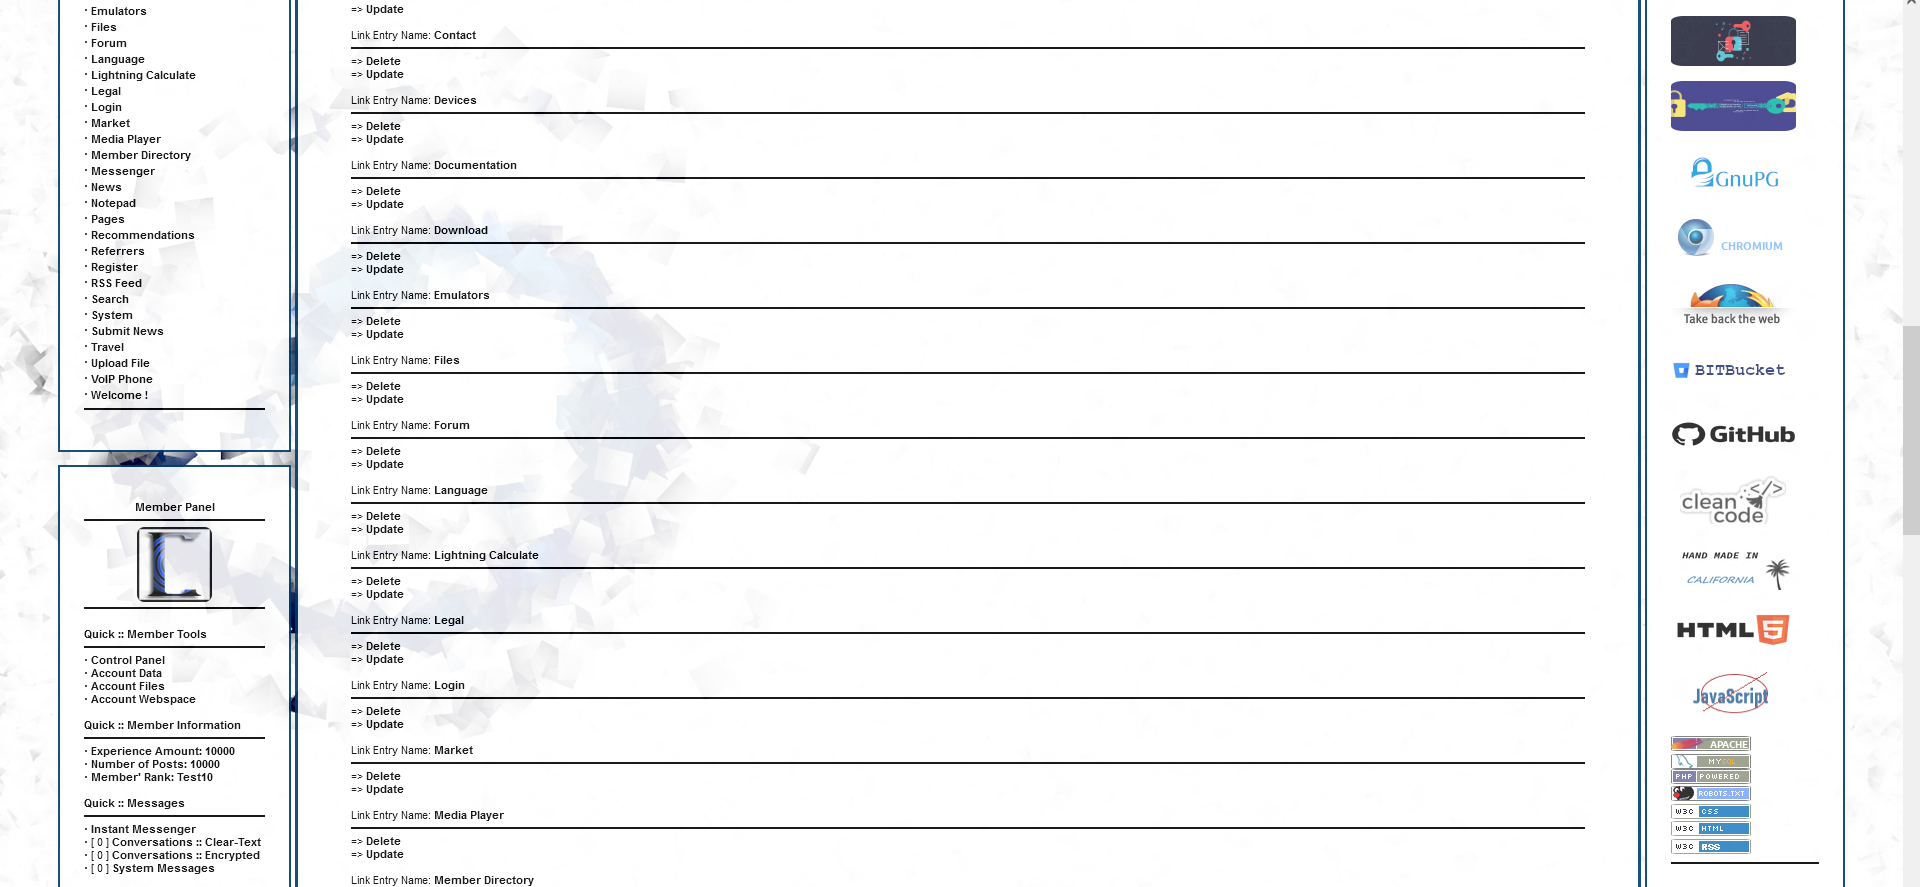 · Emulators
· Files
· Forum
· Language
· Lightning Calculate
· Legal
· Login
· Market
· Media Player
· Member Directory
· Messenger
· News
· Notepad
· Pages
· Recommendations
· Referrers
· Register
· RSS Feed
· Search
· System
· Submit News
· Travel
· Upload File
· VoIP Phone
· Welcome !
Member Panel
Quick :: Member Tools
· Control Panel
· Account Data
· Account Files
· Account Webspace
Quick :: Member Information
· Experience Amount: 10000
· Number of Posts: 10000
· Member' Rank: Test10
Quick :: Messages
· Instant Messenger
· [ 0 ] Conversations :: Clear-Text
· [ 0 ] Conversations :: Encrypted
· [ 0 ] System Messages
=> Update
Link Entry Name: Contact
=> Delete
=> Update
Link Entry Name: Devices
=> Delete
=> Update
Link Entry Name: Documentation
=> Delete
=> Update
Link Entry Name: Download
=> Delete
=> Update
Link Entry Name: Emulators
=> Delete
=> Update
Link Entry Name: Files
=> Delete
=> Update
Link Entry Name: Forum
=> Delete
=> Update
Link Entry Name: Language
=> Delete
=> Update
Link Entry Name: Lightning Calculate
=> Delete
=> Update
Link Entry Name: Legal
=> Delete
=> Update
Link Entry Name: Login
=> Delete
=> Update
Link Entry Name: Market
=> Delete
=> Update
Link Entry Name: Media Player
=> Delete
=> Update
Link Entry Name: Member Directory
GnuPG
CHROMIUM
Take back the web
BITBucket
GitHub
clean </>
code
HAND MADE IN
CALIFORNIA
HTML 5
JavaScript
APACHE
MYSQL
PHP POWERED
ROBOTS.TXT
W3C CSS
W3C HTML
W3C RSS